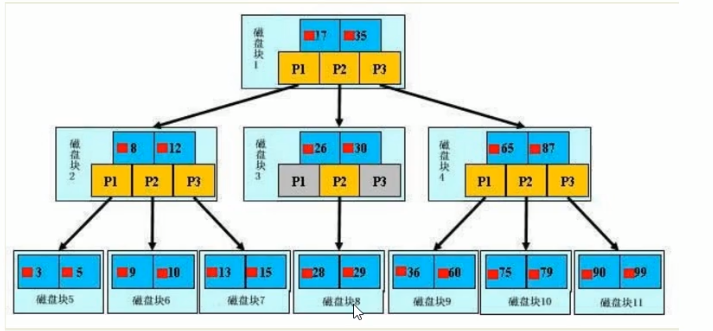 磁盘块1
17 35
P1 P2 P3
磁盘块2
8 12
P1 P2 P3
磁盘块3
26 30
P1 P2 P3
磁盘块4
65 87
P1 P2 P3
3 5
磁盘块5
9 10
磁盘块6
13 15
磁盘块7
28 29
磁盘块8
36 60
磁盘块9
75 79
磁盘块10
90 99
磁盘块11